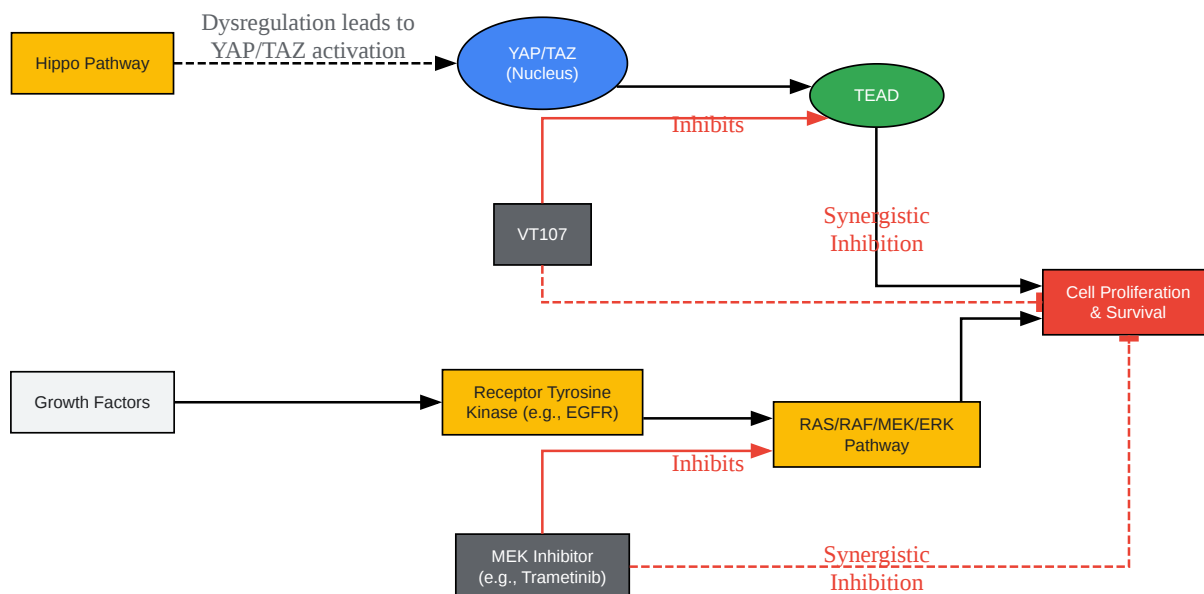 Dysregulation leads to
YAP/TAZ activation
Hippo Pathway
YAP/TAZ
(Nucleus)
TEAD
Inhibits
VT107
Synergistic
Inhibition
Cell Proliferation
& Survival
Growth Factors
Receptor Tyrosine
Kinase (e.g., EGFR)
RAS/RAF/MEK/ERK
Pathway
Inhibits
MEK Inhibitor
(e.g., Trametinib)
Synergistic
Inhibition